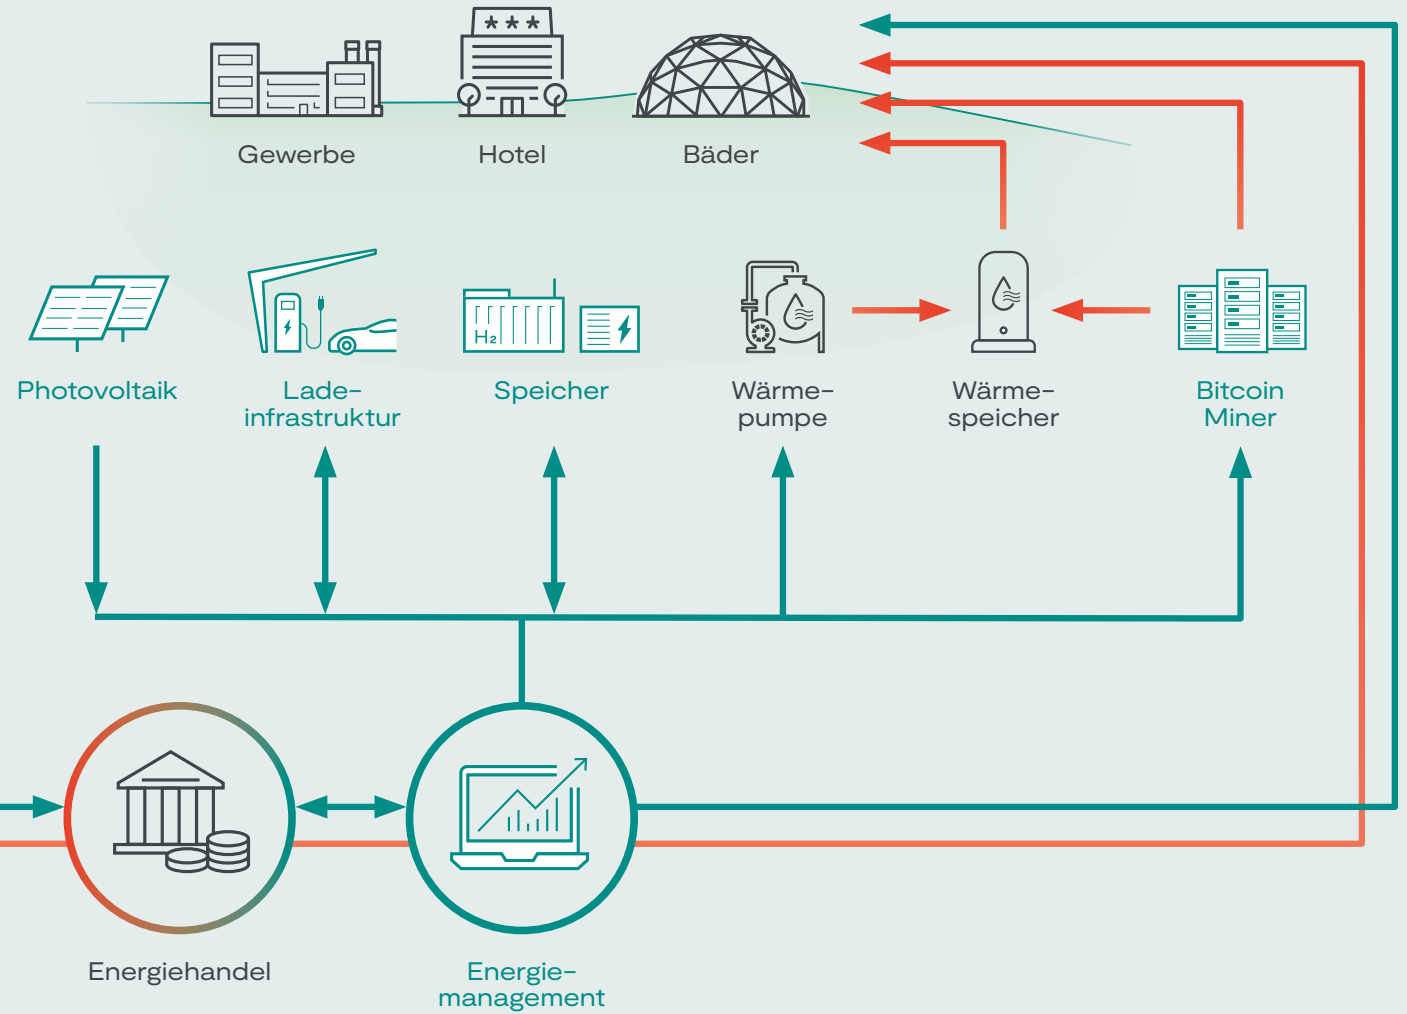 ***
Gewerbe
Hotel
Bäder
H2
Photovoltaik
Lade-
infrastruktur
Speicher
Wärme-
pumpe
Wärme-
speicher
Bitcoin
Miner
Energiehandel
Energie-
management